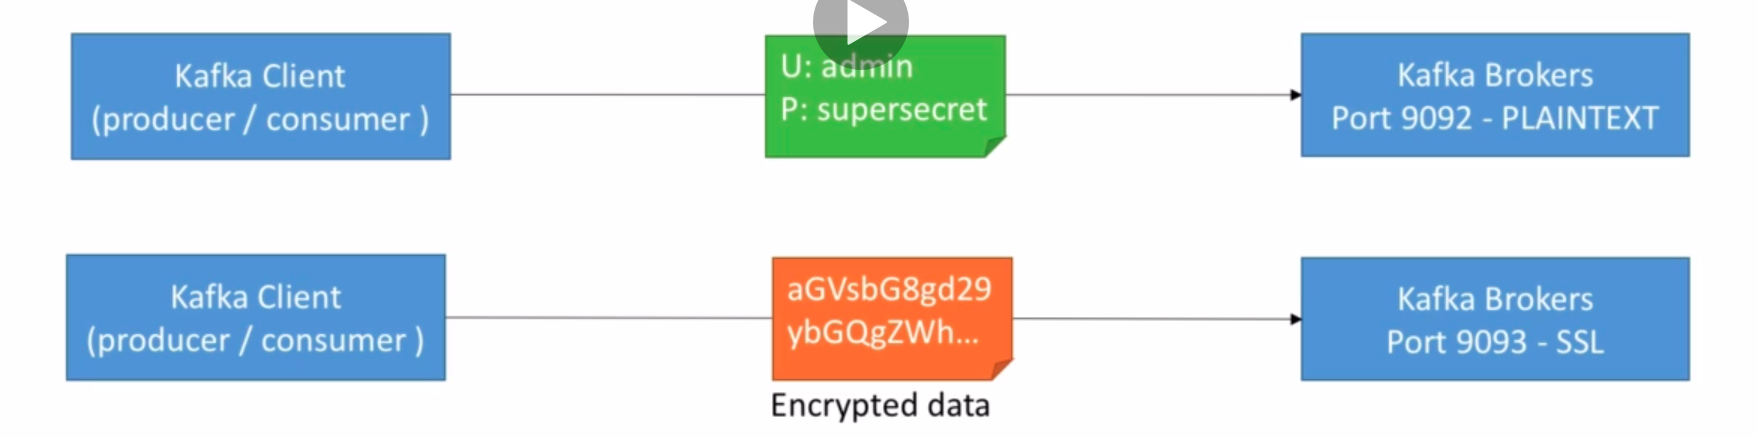 Kafka Client
(producer / consumer )
U: admin
P: supersecret
Kafka Brokers
Port 9092 - PLAINTEXT
Kafka Client
(producer / consumer )
aGVsbG8gd29
ybGQgZWh...
Encrypted data
Kafka Brokers
Port 9093 - SSL